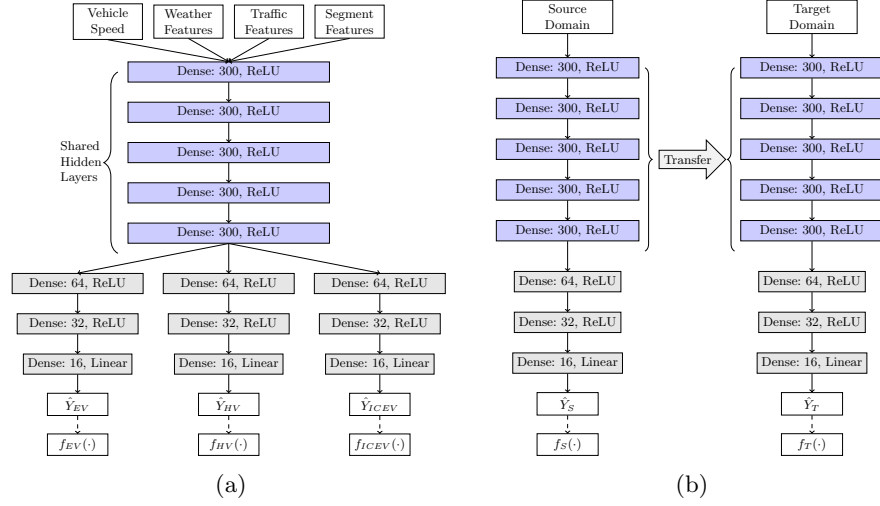 Vehicle
Speed
Weather
Features
Traffic
Features
Segment
Features
Dense: 300, ReLU
Dense: 300, ReLU
Dense: 300, ReLU
Dense: 300, ReLU
Dense: 300, ReLU
Shared
Hidden
Layers
Dense: 64, ReLU
Dense: 64, ReLU
Dense: 64, ReLU
Dense: 32, ReLU
Dense: 32, ReLU
Dense: 32, ReLU
Dense: 16, Linear
Dense: 16, Linear
Dense: 16, Linear
Ŷ_EV
Ŷ_HV
Ŷ_ICEV
f_EV(·)
f_HV(·)
f_ICEV(·)
(a)
Source
Domain
Dense: 300, ReLU
Dense: 300, ReLU
Dense: 300, ReLU
Dense: 300, ReLU
Dense: 300, ReLU
Dense: 64, ReLU
Dense: 32, ReLU
Dense: 16, Linear
Ŷ_S
f_S(·)
Transfer
Target
Domain
Dense: 300, ReLU
Dense: 300, ReLU
Dense: 300, ReLU
Dense: 300, ReLU
Dense: 300, ReLU
Dense: 64, ReLU
Dense: 32, ReLU
Dense: 16, Linear
Ŷ_T
f_T(·)
(b)